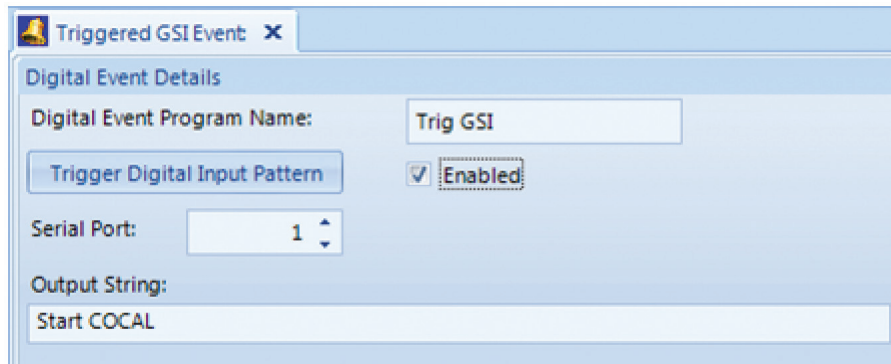 Triggered GSI Event
Digital Event Details
Digital Event Program Name: Trig GSI
Trigger Digital Input Pattern Enabled
Serial Port: 1
Output String:
Start COCAL